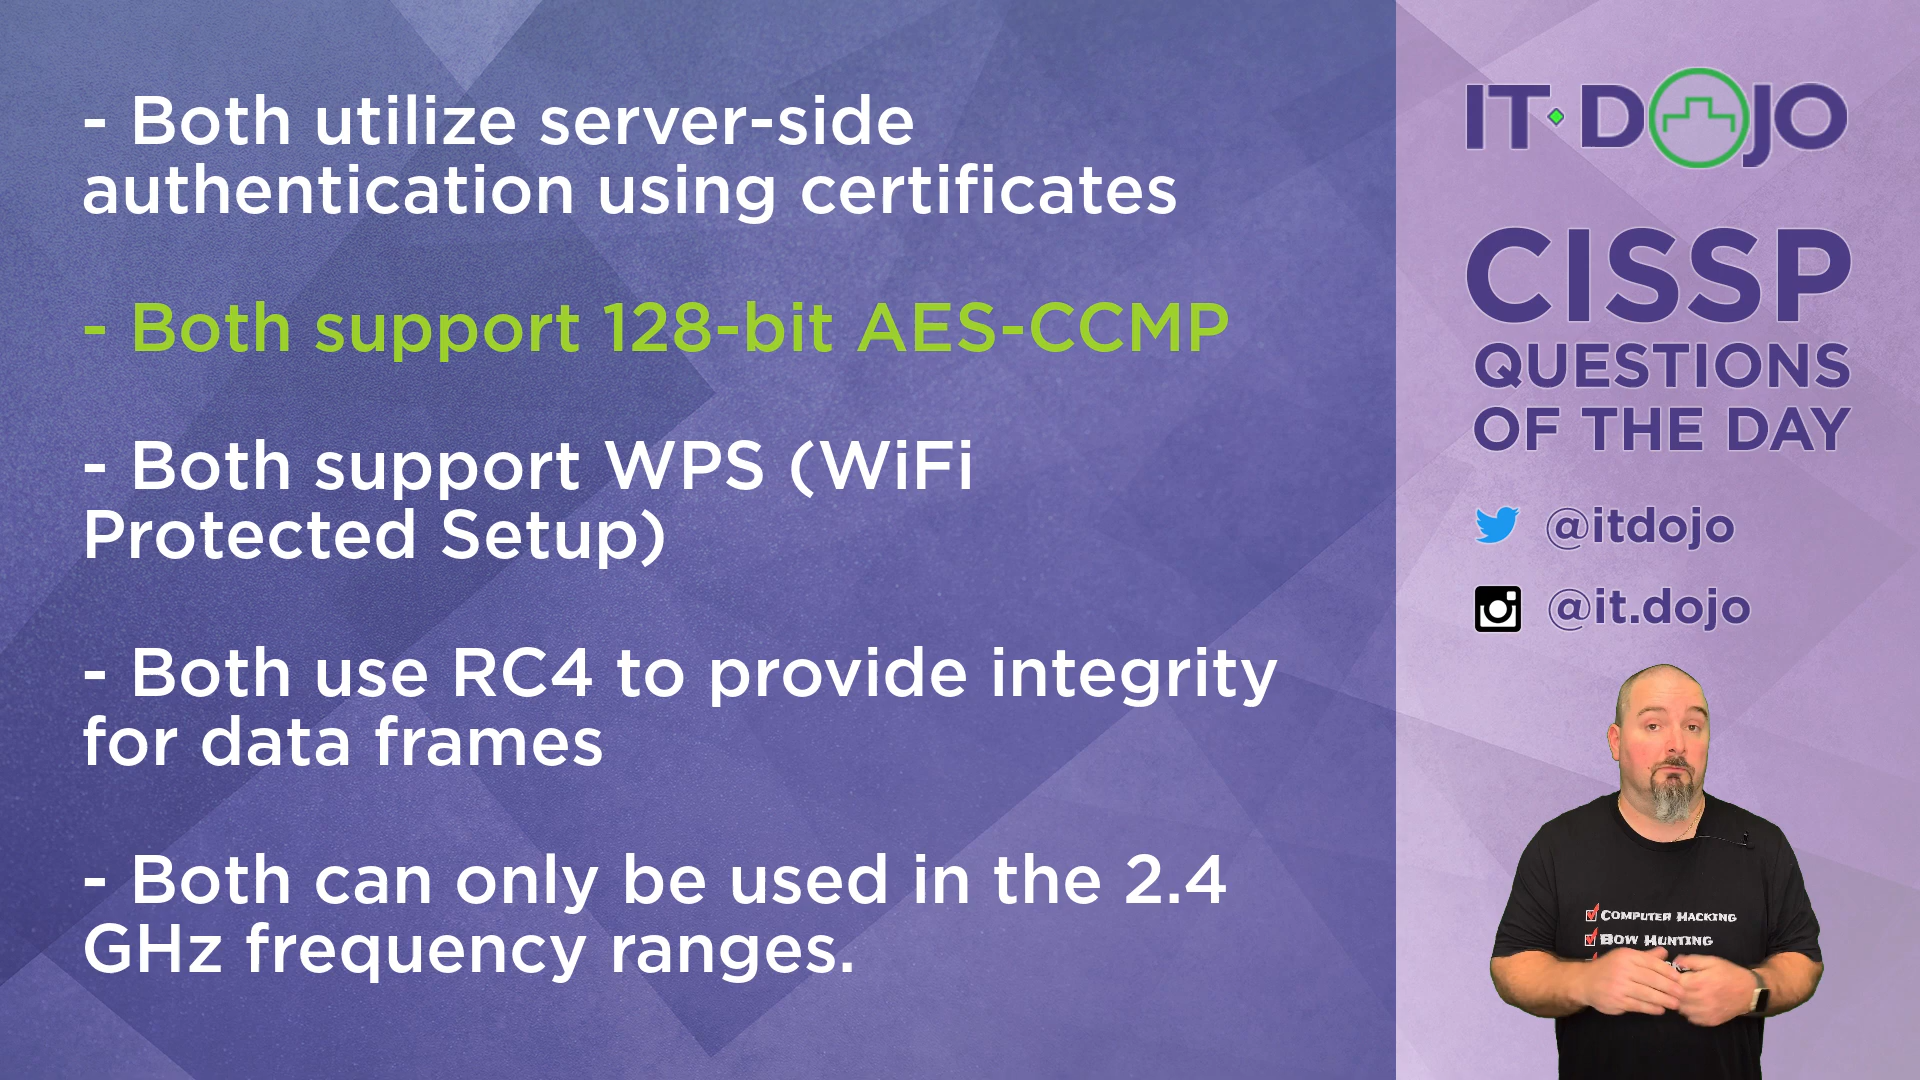 - Both utilize server-side
authentication using certificates
- Both support 128-bit AES-CCMP
- Both support WPS (WiFi
Protected Setup)
- Both use RC4 to provide integrity
for data frames
- Both can only be used in the 2.4
GHz frequency ranges.
IT·DOJO
CISSP
QUESTIONS
OF THE DAY
@itdojo
@it.dojo
COMPUTER HACKING
BOW HUNTING